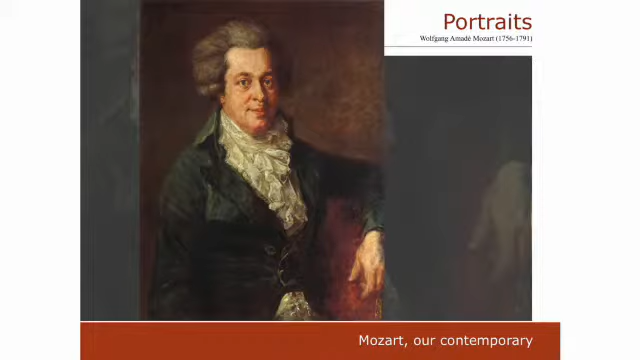 Portraits
Wolfgang Amadé Mozart (1756-1791)
Mozart, our contemporary